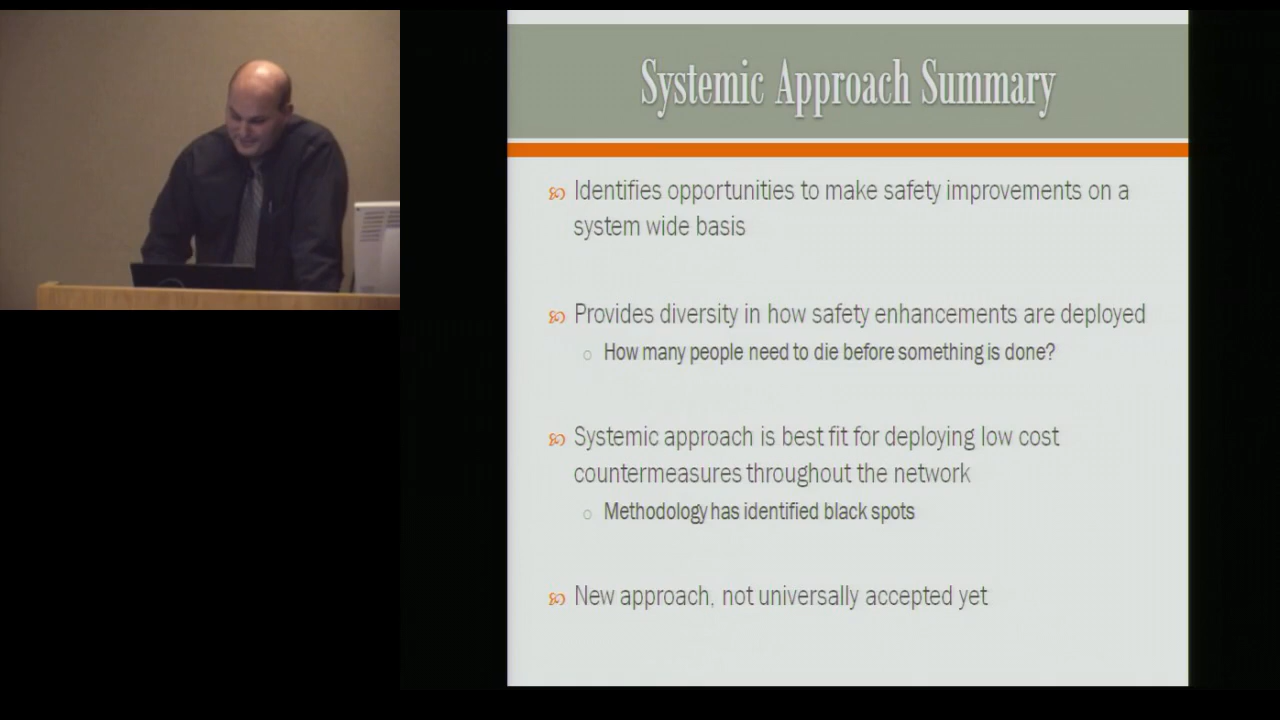 Systemic Approach Summary
Identifies opportunities to make safety improvements on a
system wide basis
Provides diversity in how safety enhancements are deployed
How many people need to die before something is done?
Systemic approach is best fit for deploying low cost
countermeasures throughout the network
Methodology has identified black spots
New approach, not universally accepted yet